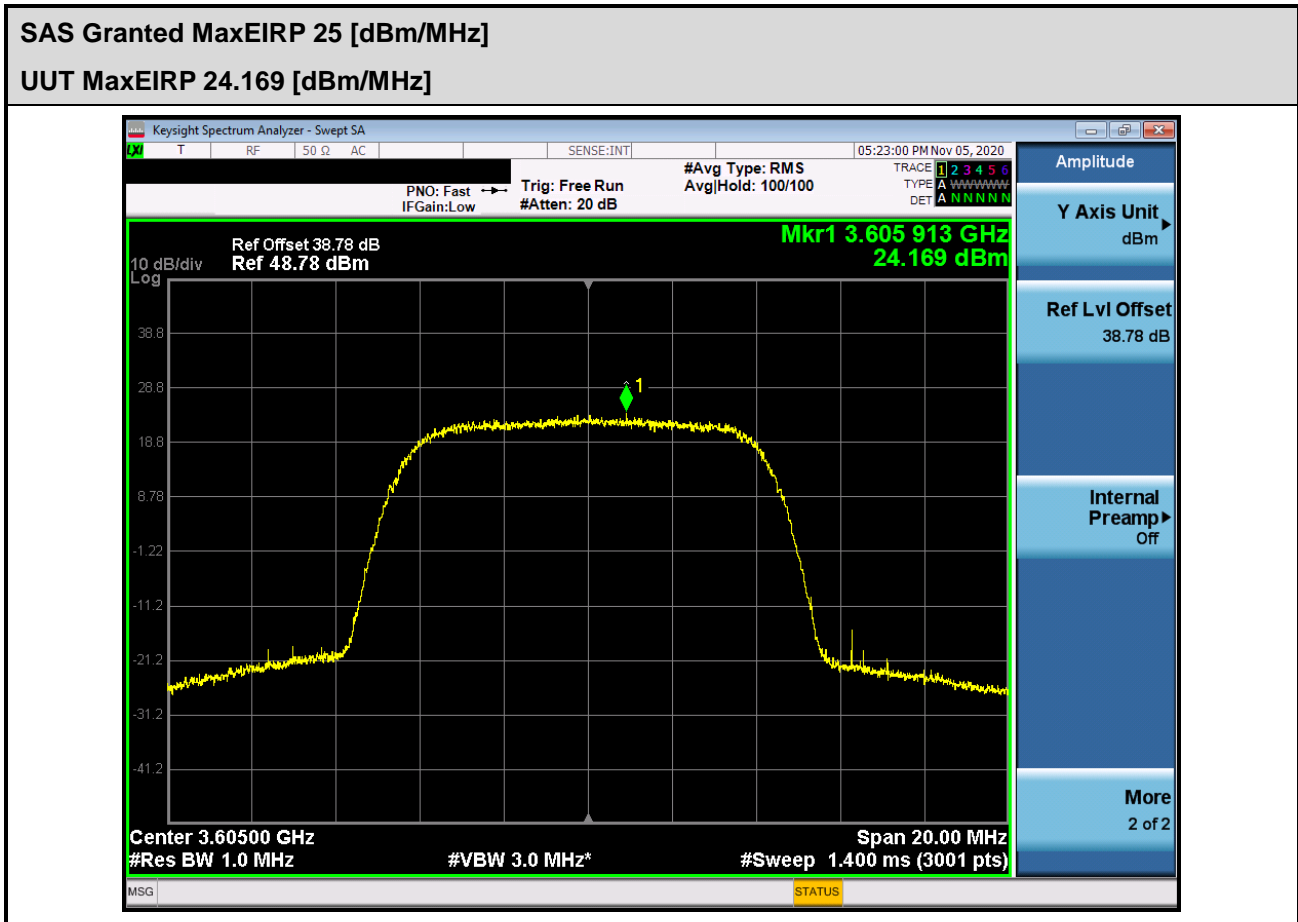 SAS Granted MaxEIRP 25 [dBm/MHz]
UUT MaxEIRP 24.169 [dBm/MHz]
Keysight Spectrum Analyzer - Swept SA
LXI T RF 50 Ω AC SENSE:INT 05:23:00 PM Nov 05, 2020
PNO: Fast
IFGain:Low
Trig: Free Run
#Atten: 20 dB
#Avg Type: RMS
Avg|Hold: 100/100
TRACE 1 2 3 4 5 6
TYPE A WWWWWW
DET A N N N N N
Mkr1 3.605 913 GHz
24.169 dBm
Ref Offset 38.78 dB
10 dB/div Ref 48.78 dBm
Log
38.8
28.8
18.8
8.78
-1.22
-11.2
-21.2
-31.2
-41.2
1
Center 3.60500 GHz Span 20.00 MHz
#Res BW 1.0 MHz #VBW 3.0 MHz* #Sweep 1.400 ms (3001 pts)
MSG STATUS
Amplitude
Y Axis Unit
dBm
Ref Lvl Offset
38.78 dB
Internal
Preamp
Off
More
2 of 2